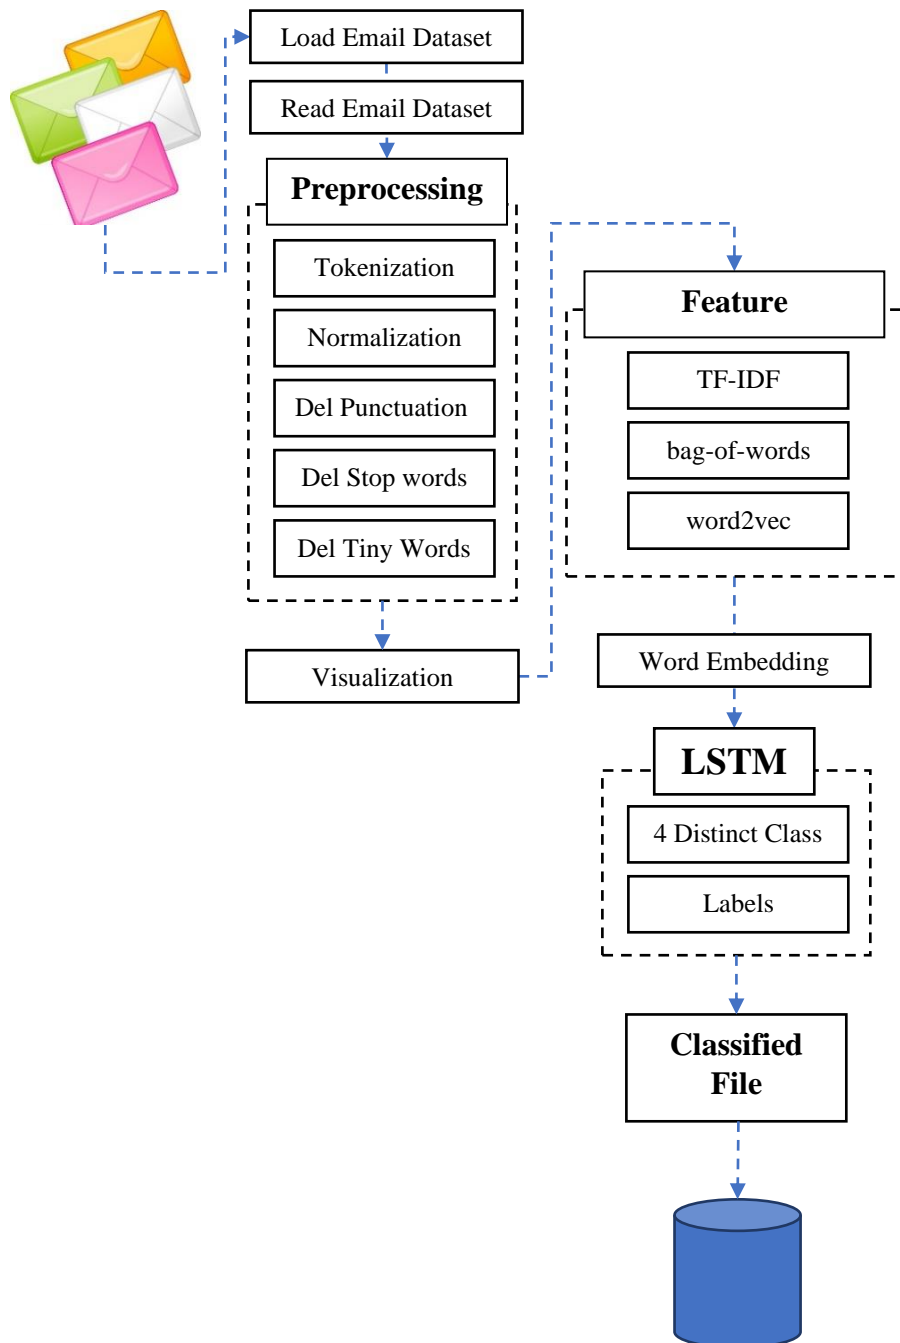 Load Email Dataset
Read Email Dataset
Preprocessing
Tokenization
Normalization
Del Punctuation
Del Stop words
Del Tiny Words
Visualization
Feature
TF-IDF
bag-of-words
word2vec
Word Embedding
LSTM
4 Distinct Class
Labels
Classified
File